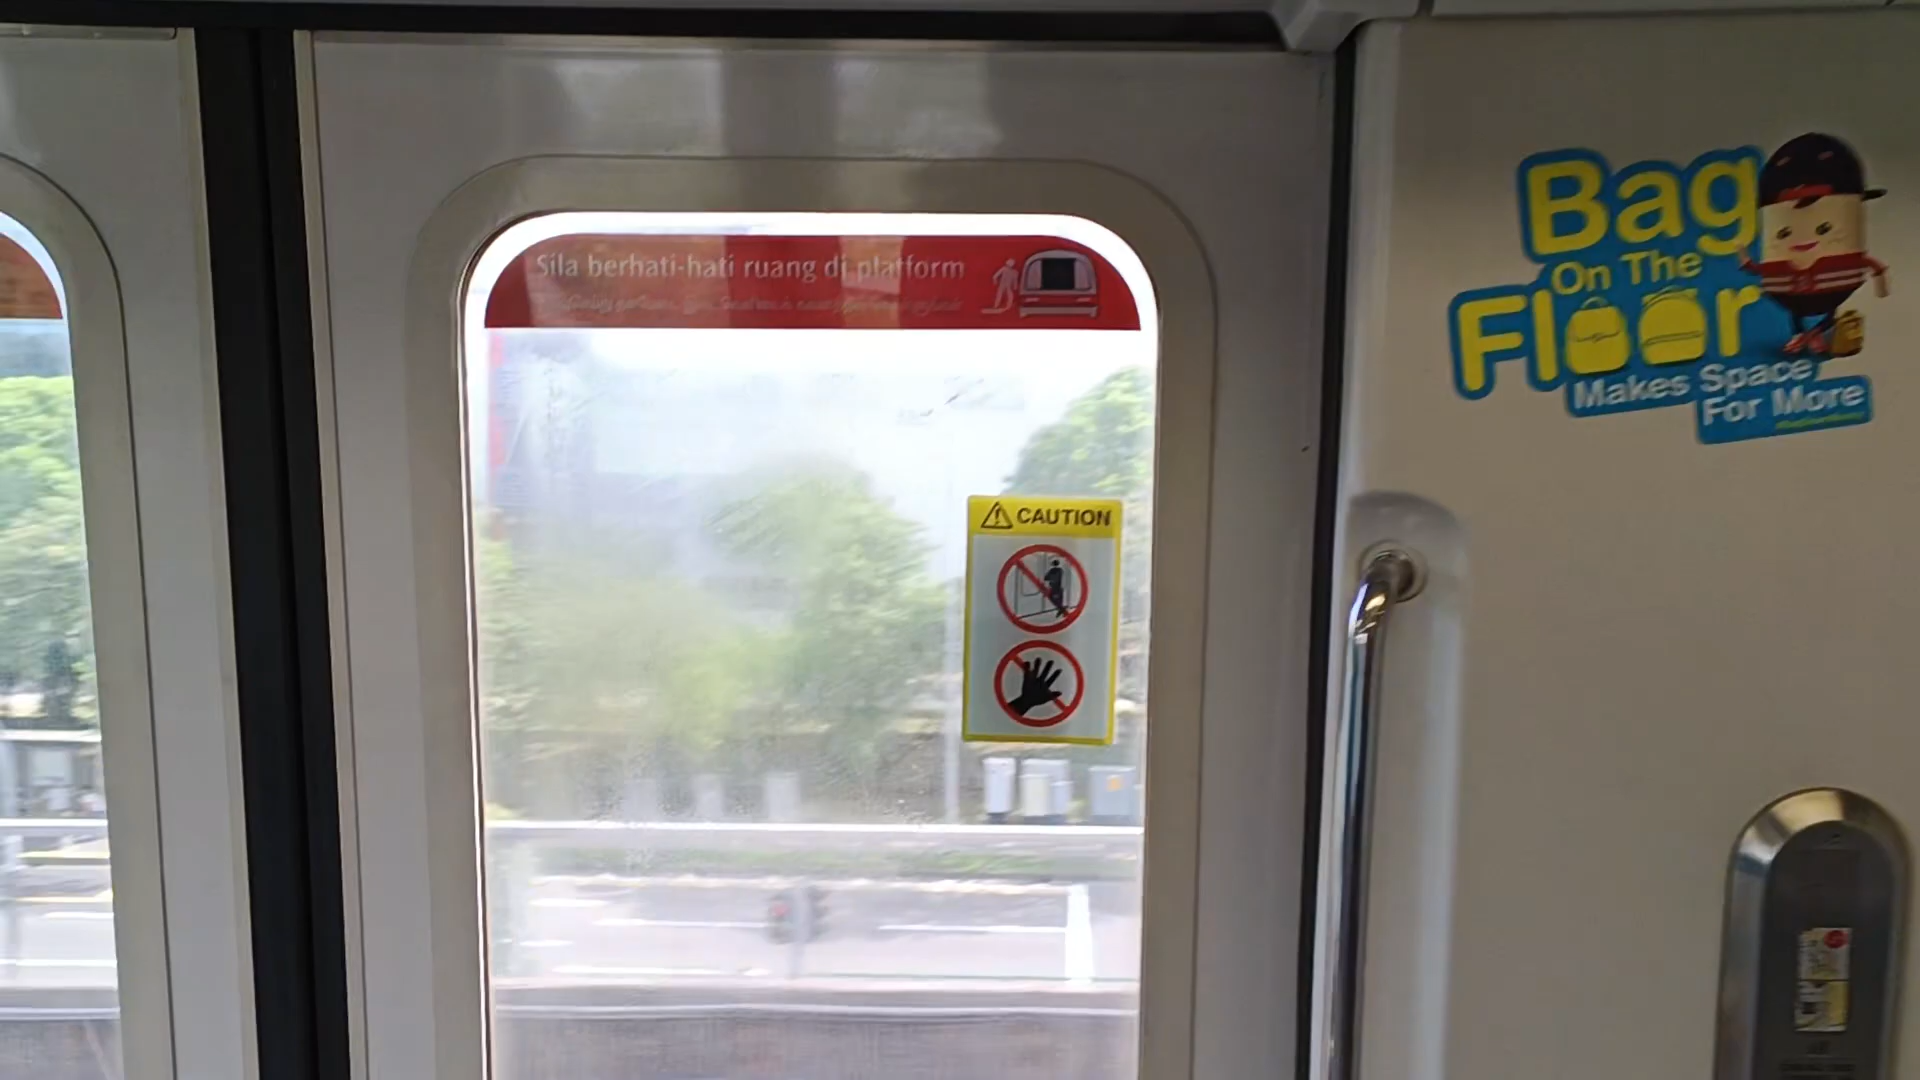 Sila berhati-hati ruang di platform
CAUTION
Bag
On The
Floor
Makes Space
For More